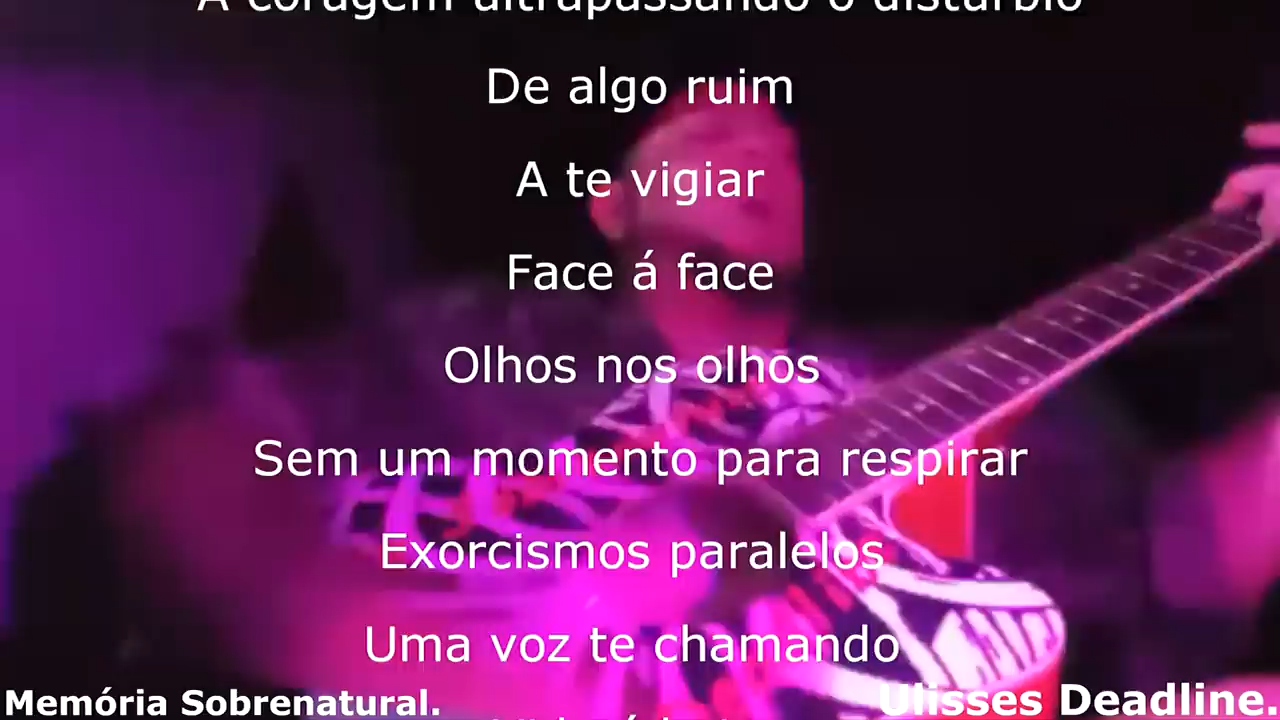 A coragem ultrapassando o distúrbio
De algo ruim
A te vigiar
Face á face
Olhos nos olhos
Sem um momento para respirar
Exorcismos paralelos
Uma voz te chamando
Memória Sobrenatural.
Ulisses Deadline.